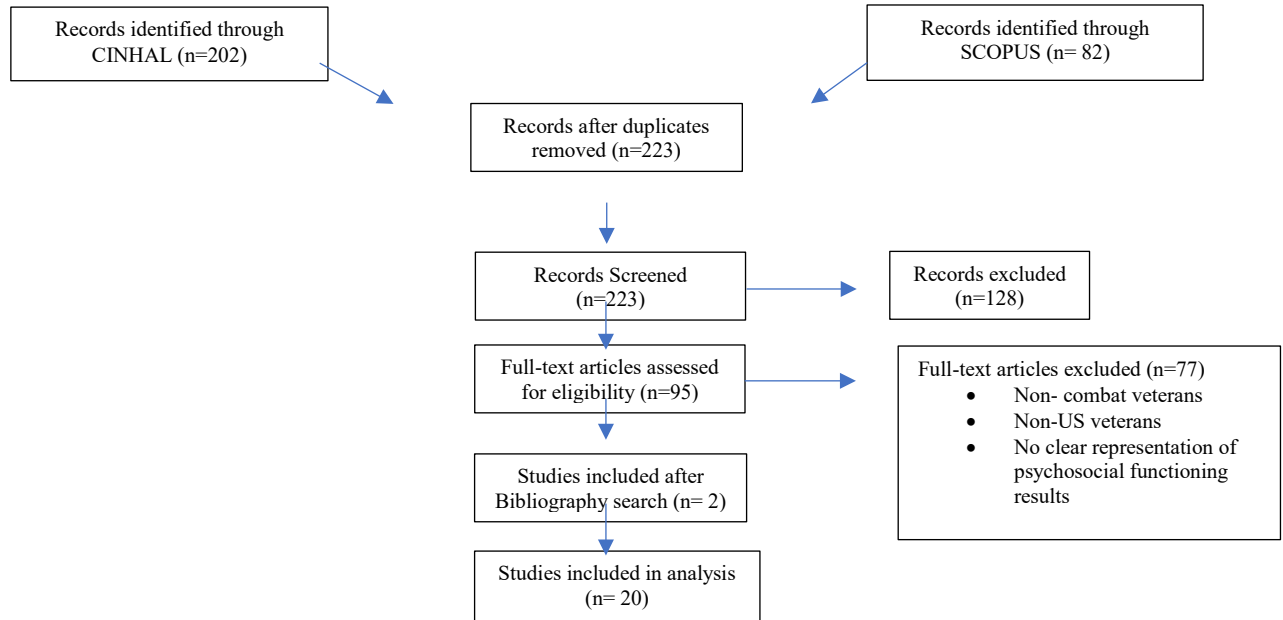 Records identified through
CINHAL (n=202)
Records identified through
SCOPUS (n= 82)
Records after duplicates
removed (n=223)
Records Screened
(n=223)
Records excluded
(n=128)
Full-text articles assessed
for eligibility (n=95)
Full-text articles excluded (n=77)
• Non- combat veterans
• Non-US veterans
• No clear representation of
psychosocial functioning
results
Studies included after
Bibliography search (n= 2)
Studies included in analysis
(n= 20)